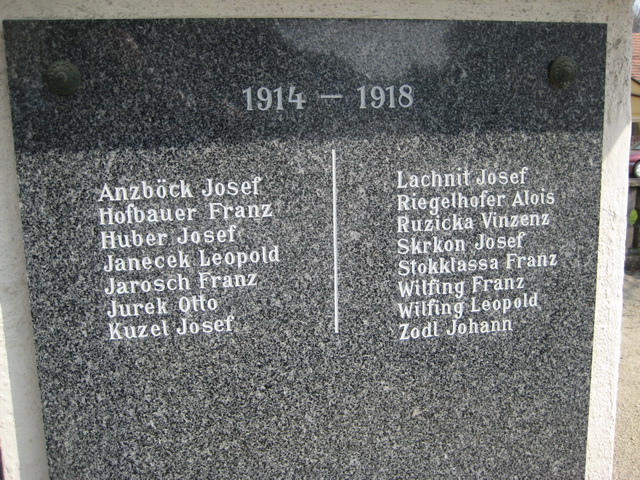 1914 – 1918
Anzböck Josef
Hofbauer Franz
Huber Josef
Janecek Leopold
Jarosch Franz
Jurek Otto
Kuzel Josef
Lachnit Josef
Riegelhofer Alois
Ruzicka Vinzenz
Skrkon Josef
Stokklassa Franz
Wilfing Franz
Wilfing Leopold
Zodl Johann